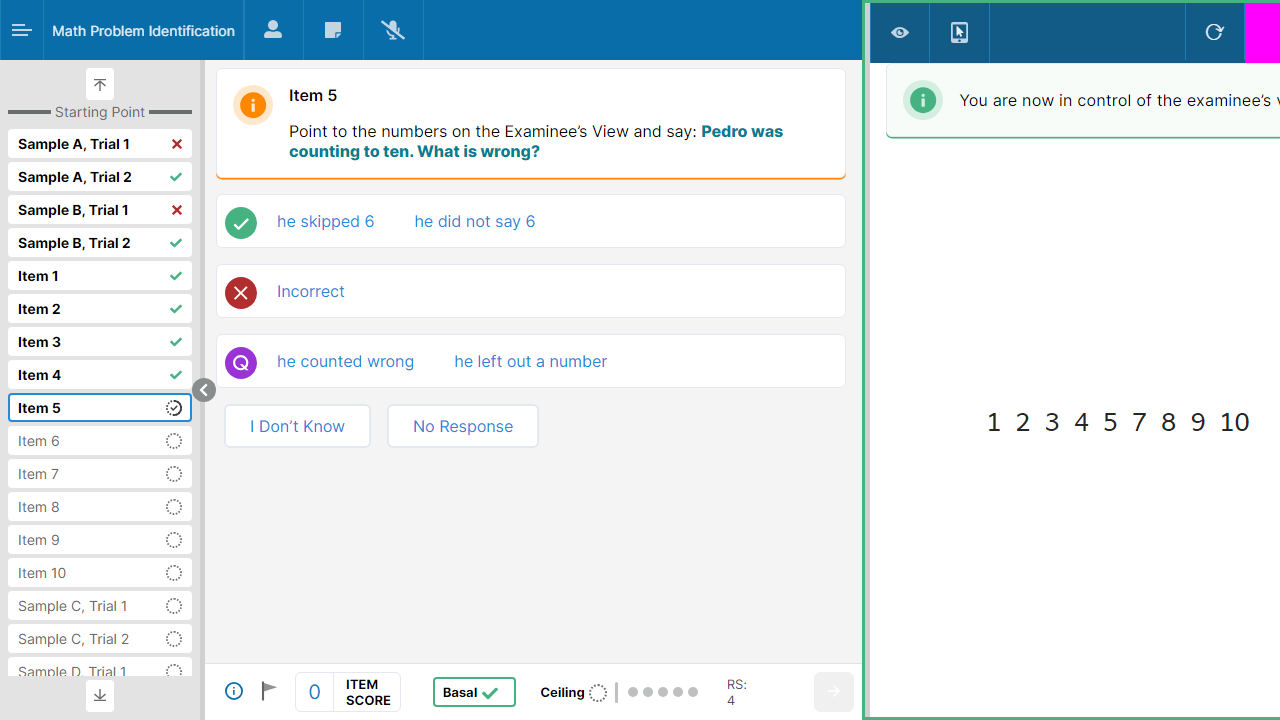 Math Problem Identification
Starting Point
Sample A, Trial 1
Sample A, Trial 2
Sample B, Trial 1
Sample B, Trial 2
Item 1
Item 2
Item 3
Item 4
Item 5
Item 6
Item 7
Item 8
Item 9
Item 10
Sample C, Trial 1
Sample C, Trial 2
Sample D, Trial 1
Item 5
Point to the numbers on the Examinee’s View and say: Pedro was
counting to ten. What is wrong?
he skipped 6 he did not say 6
Incorrect
Q he counted wrong he left out a number
I Don’t Know No Response
0 ITEM SCORE
Basal
Ceiling
RS:
4
You are now in control of the examinee’s
1 2 3 4 5 7 8 9 10